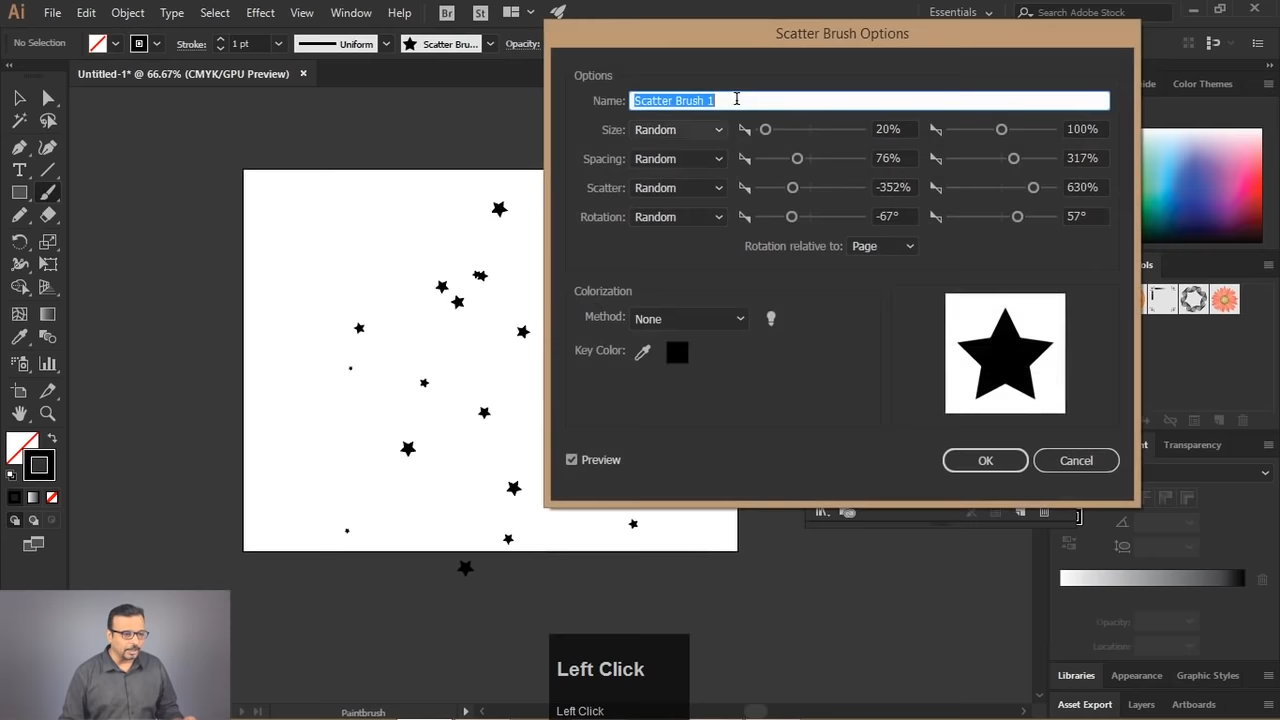 Ai File Edit Object Type Select Effect View Window Help Br St Essentials Search Adobe Stock
No Selection Stroke: 1 pt Uniform Scatter Bru... Opacity:
Untitled-1* @ 66.67% (CMYK/GPU Preview) ×
Scatter Brush Options
Options
Name: Scatter Brush 1
Size: Random 20% 100%
Spacing: Random 76% 317%
Scatter: Random -352% 630%
Rotation: Random -67° 57°
Rotation relative to: Page
Colorization
Method: None
Key Color:
Preview
OK Cancel
Color Themes
Transparency
Opacity:
Location:
Libraries Appearance Graphic Styles
Asset Export Layers Artboards
Left Click
Left Click
Paintbrush